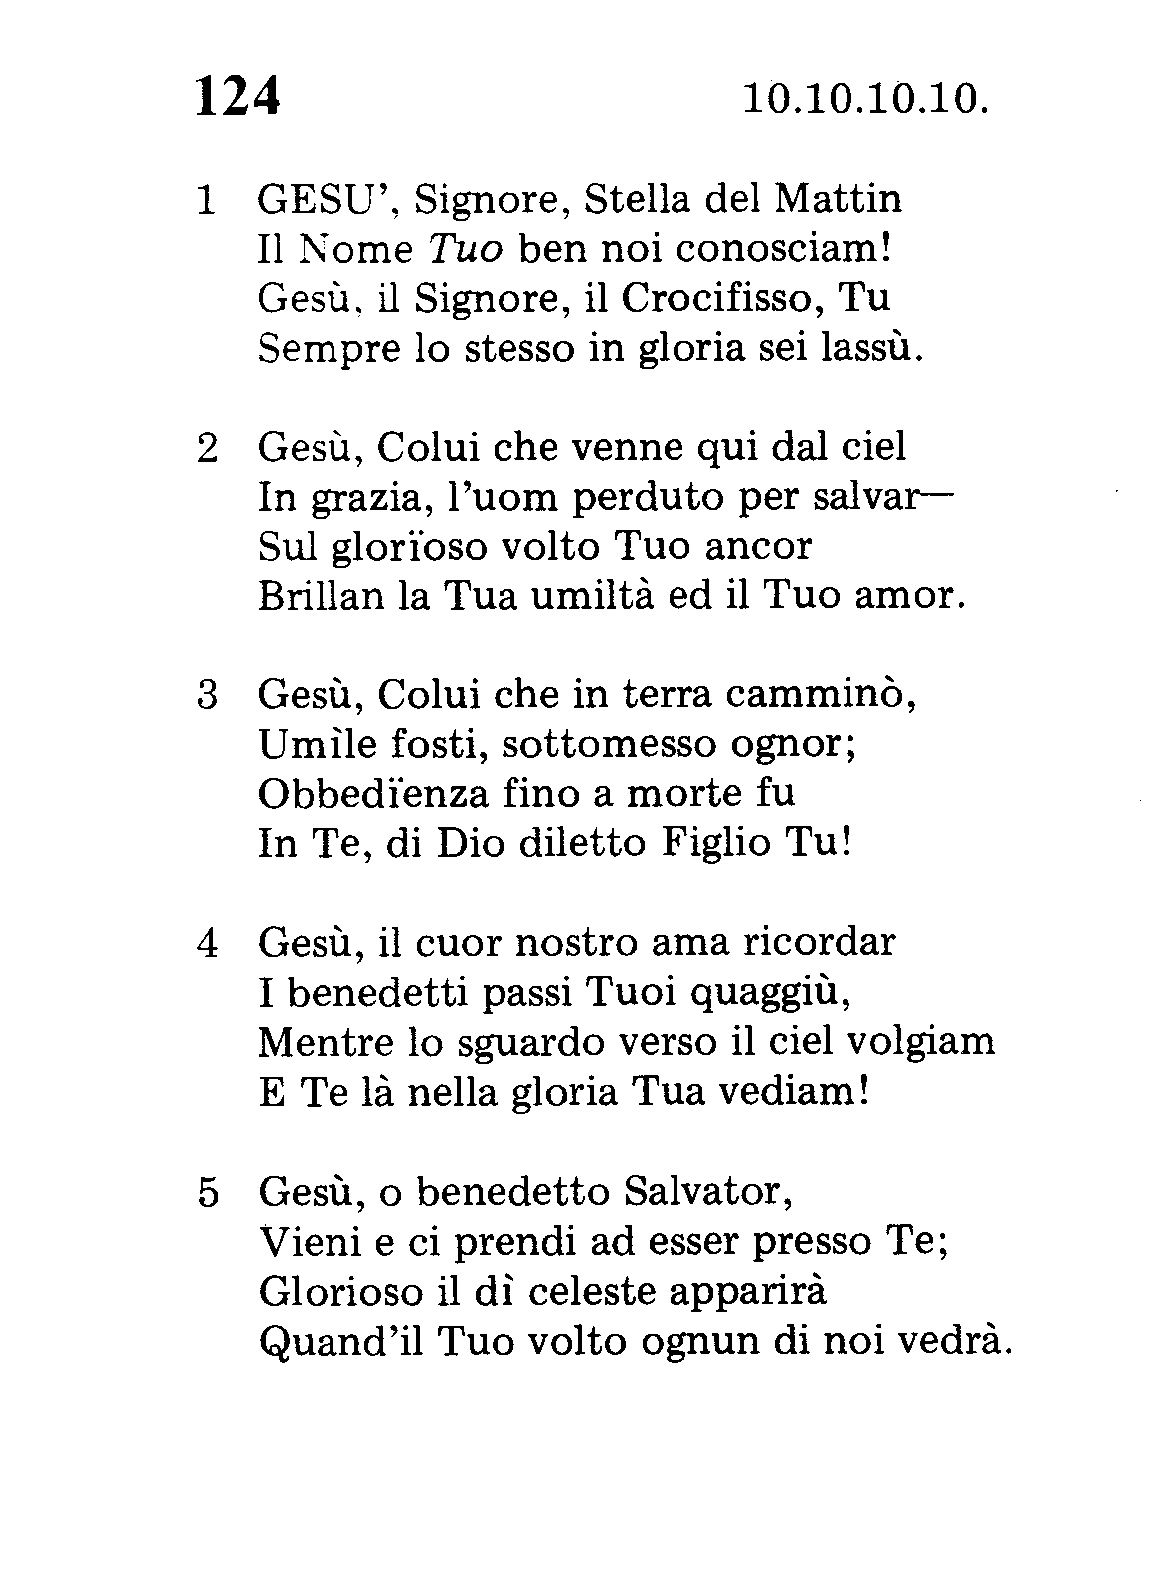 124 10.10.10.10.
1 GESU’, Signore, Stella del Mattin
Il Nome Tuo ben noi conosciam!
Gesù, il Signore, il Crocifisso, Tu
Sempre lo stesso in gloria sei lassù.
2 Gesù, Colui che venne qui dal ciel
In grazia, l’uom perduto per salvar—
Sul glorïoso volto Tuo ancor
Brillan la Tua umiltà ed il Tuo amor.
3 Gesù, Colui che in terra camminò,
Umìle fosti, sottomesso ognor;
Obbedïenza fino a morte fu
In Te, di Dio diletto Figlio Tu!
4 Gesù, il cuor nostro ama ricordar
I benedetti passi Tuoi quaggiù,
Mentre lo sguardo verso il ciel volgiam
E Te là nella gloria Tua vediam!
5 Gesù, o benedetto Salvator,
Vieni e ci prendi ad esser presso Te;
Glorioso il dì celeste apparirà
Quand’il Tuo volto ognun di noi vedrà.